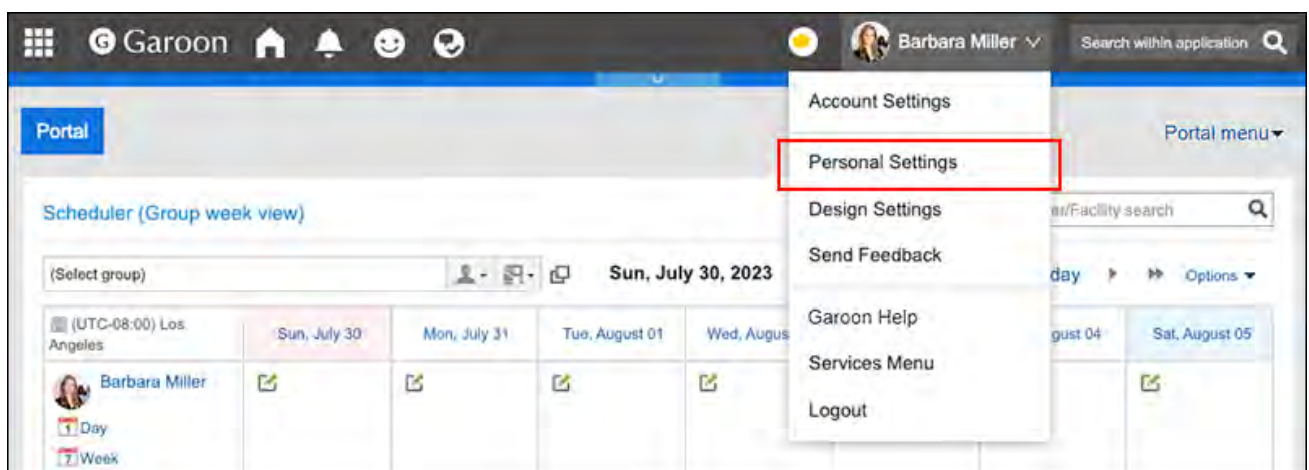 Garoon
Barbara Miller
Search within application
Account Settings
Personal Settings
Design Settings
Send Feedback
Garoon Help
Services Menu
Logout
Portal
Portal menu
Scheduler (Group week view)
er/Facility search
(Select group)
Sun, July 30, 2023
day
Options
(UTC-08:00) Los
Angeles
Sun, July 30
Mon, July 31
Tue, August 01
Wed, Augus
gust 04
Sat, August 05
Barbara Miller
1 Day
7 Week